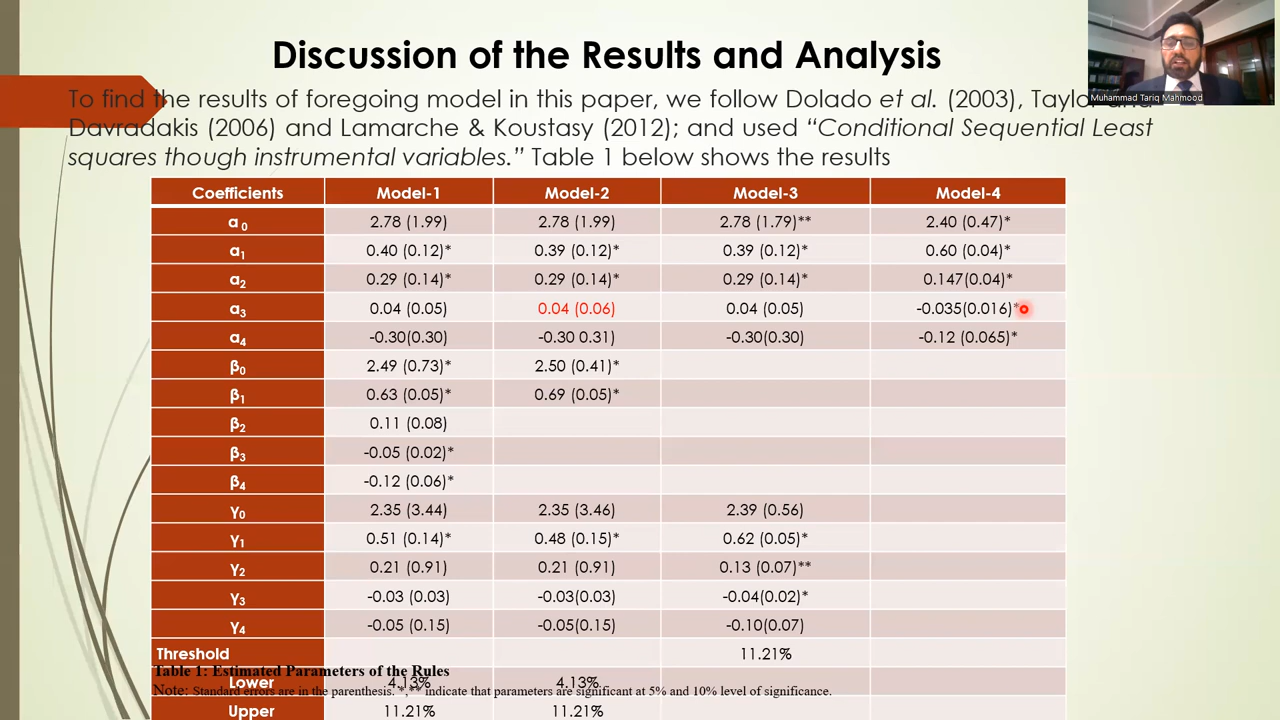 Discussion of the Results and Analysis
Muhammad Tariq Mahmood
To find the results of foregoing model in this paper, we follow Dolado et al. (2003), Taylor and
Davradakis (2006) and Lamarche & Koustasy (2012); and used “Conditional Sequential Least
squares though instrumental variables.” Table 1 below shows the results
Coefficients Model-1 Model-2 Model-3 Model-4
α0 2.78 (1.99) 2.78 (1.99) 2.78 (1.79)** 2.40 (0.47)*
α1 0.40 (0.12)* 0.39 (0.12)* 0.39 (0.12)* 0.60 (0.04)*
α2 0.29 (0.14)* 0.29 (0.14)* 0.29 (0.14)* 0.147(0.04)*
α3 0.04 (0.05) 0.04 (0.06) 0.04 (0.05) -0.035(0.016)*
α4 -0.30(0.30) -0.30 0.31) -0.30(0.30) -0.12 (0.065)*
β0 2.49 (0.73)* 2.50 (0.41)*
β1 0.63 (0.05)* 0.69 (0.05)*
β2 0.11 (0.08)
β3 -0.05 (0.02)*
β4 -0.12 (0.06)*
γ0 2.35 (3.44) 2.35 (3.46) 2.39 (0.56)
γ1 0.51 (0.14)* 0.48 (0.15)* 0.62 (0.05)*
γ2 0.21 (0.91) 0.21 (0.91) 0.13 (0.07)**
γ3 -0.03 (0.03) -0.03(0.03) -0.04(0.02)*
γ4 -0.05 (0.15) -0.05(0.15) -0.10(0.07)
Threshold 11.21%
Table 1: Estimated Parameters of the Rules
Lower 4.13% 4.13%
Note: Standard errors are in the parenthesis. *,** indicate that parameters are significant at 5% and 10% level of significance.
Upper 11.21% 11.21%